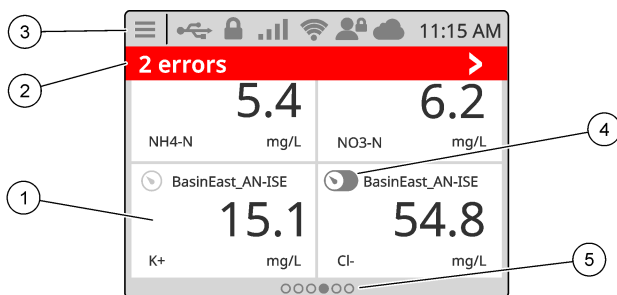 3
11:15 AM
2 errors
2
5.4
6.2
NH4-N mg/L
NO3-N mg/L
4
1
BasinEast_AN-ISE
BasinEast_AN-ISE
15.1
54.8
K+ mg/L
Cl- mg/L
5